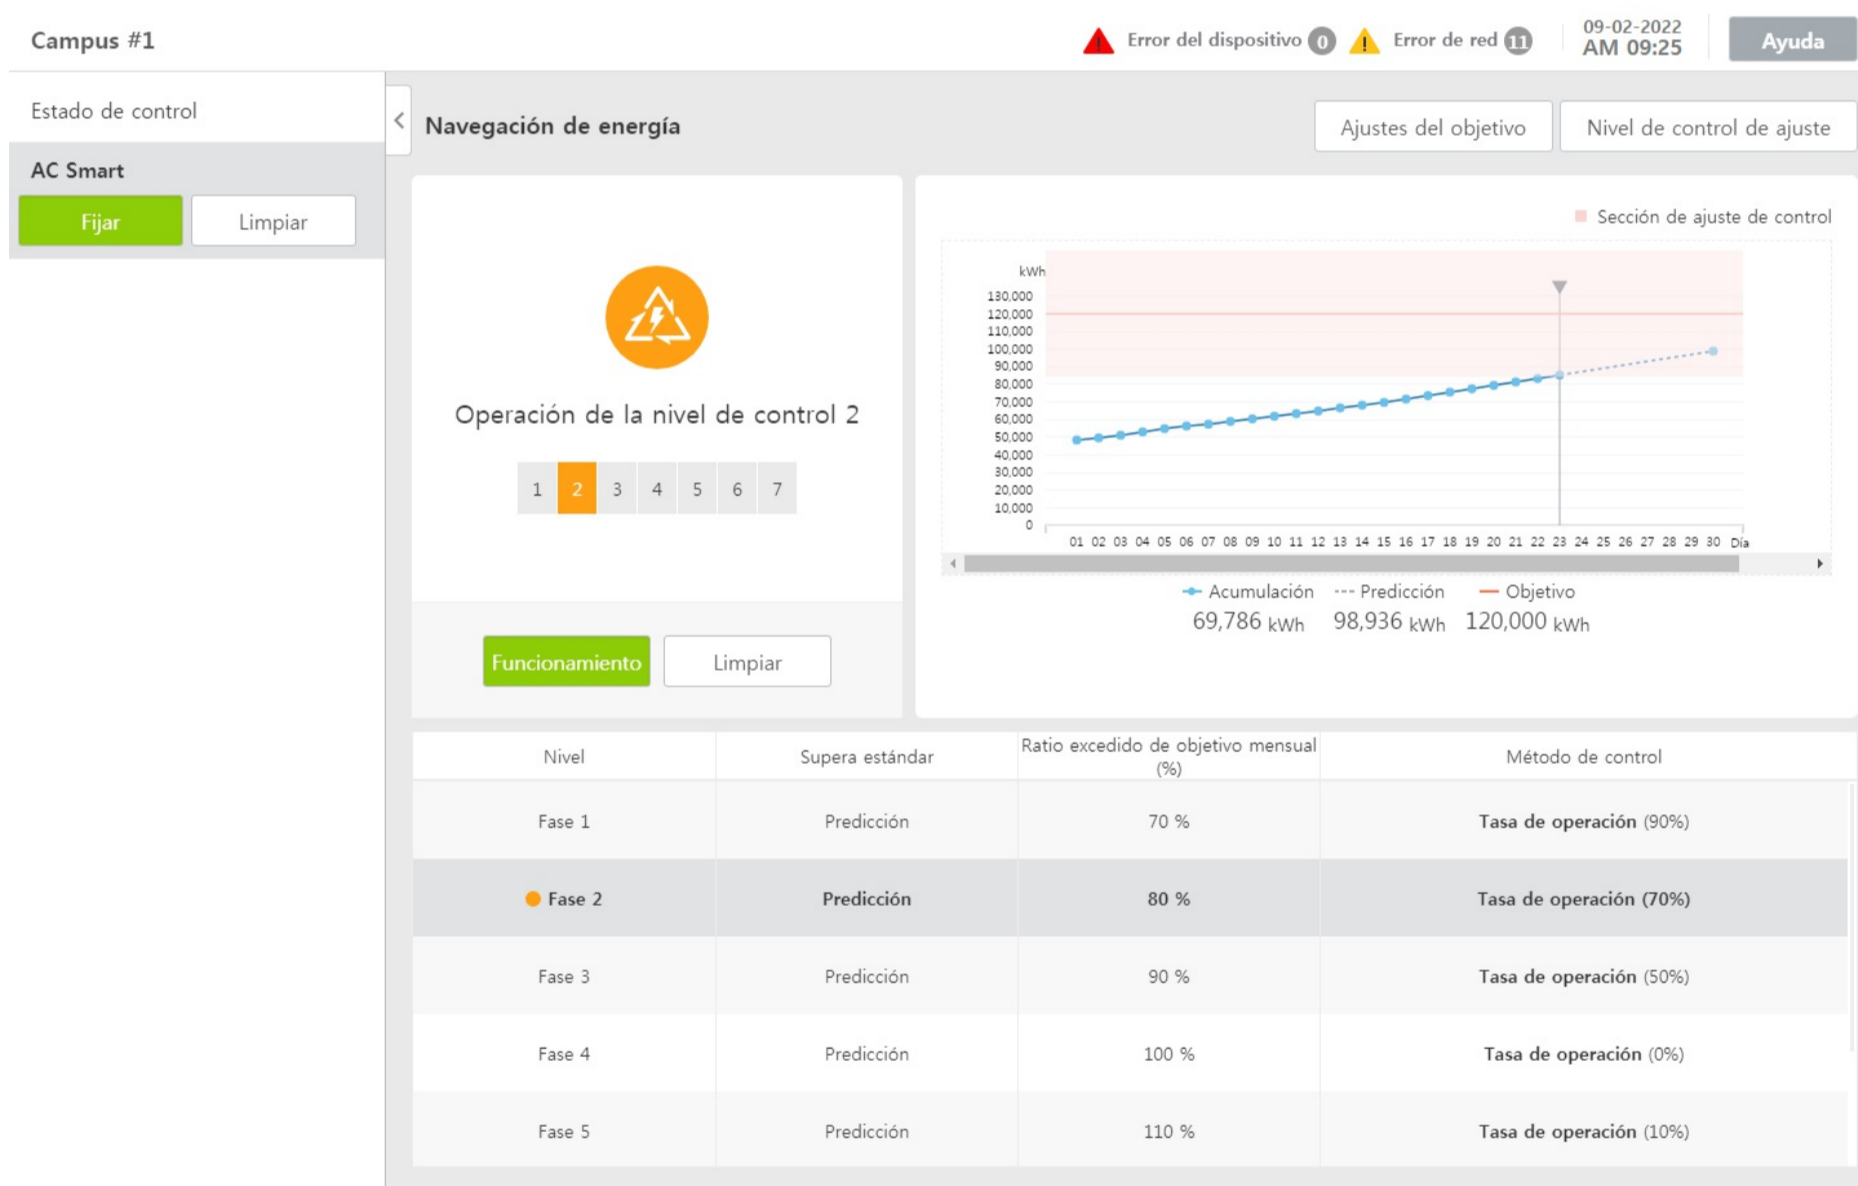 Campus #1
Error del dispositivo 0
Error de red 11
09-02-2022
AM 09:25
Ayuda
Estado de control
AC Smart
Fijar
Limpiar
Navegación de energía
Ajustes del objetivo
Nivel de control de ajuste
Operación de la nivel de control 2
1 2 3 4 5 6 7
Funcionamiento
Limpiar
Sección de ajuste de control
kWh
130,000
120,000
110,000
100,000
90,000
80,000
70,000
60,000
50,000
40,000
30,000
20,000
10,000
0
01 02 03 04 05 06 07 08 09 10 11 12 13 14 15 16 17 18 19 20 21 22 23 24 25 26 27 28 29 30 Día
Acumulación Predicción Objetivo
69,786 kWh 98,936 kWh 120,000 kWh
Nivel Supera estándar Ratio excedido de objetivo mensual
(%) Método de control
Fase 1 Predicción 70 % Tasa de operación (90%)
Fase 2 Predicción 80 % Tasa de operación (70%)
Fase 3 Predicción 90 % Tasa de operación (50%)
Fase 4 Predicción 100 % Tasa de operación (0%)
Fase 5 Predicción 110 % Tasa de operación (10%)